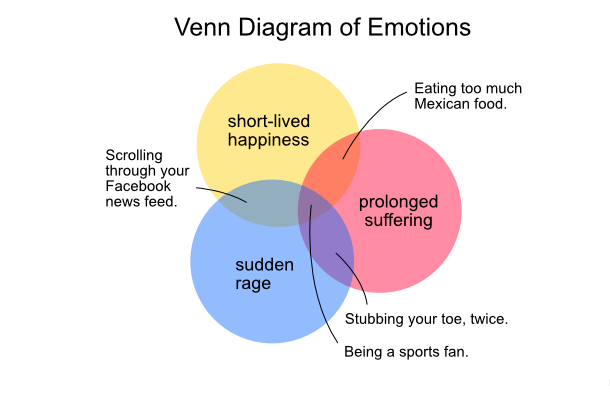 Venn Diagram of Emotions
short-lived
happiness
Eating too much
Mexican food.
Scrolling
through your
Facebook
news feed.
prolonged
suffering
sudden
rage
Stubbing your toe, twice.
Being a sports fan.